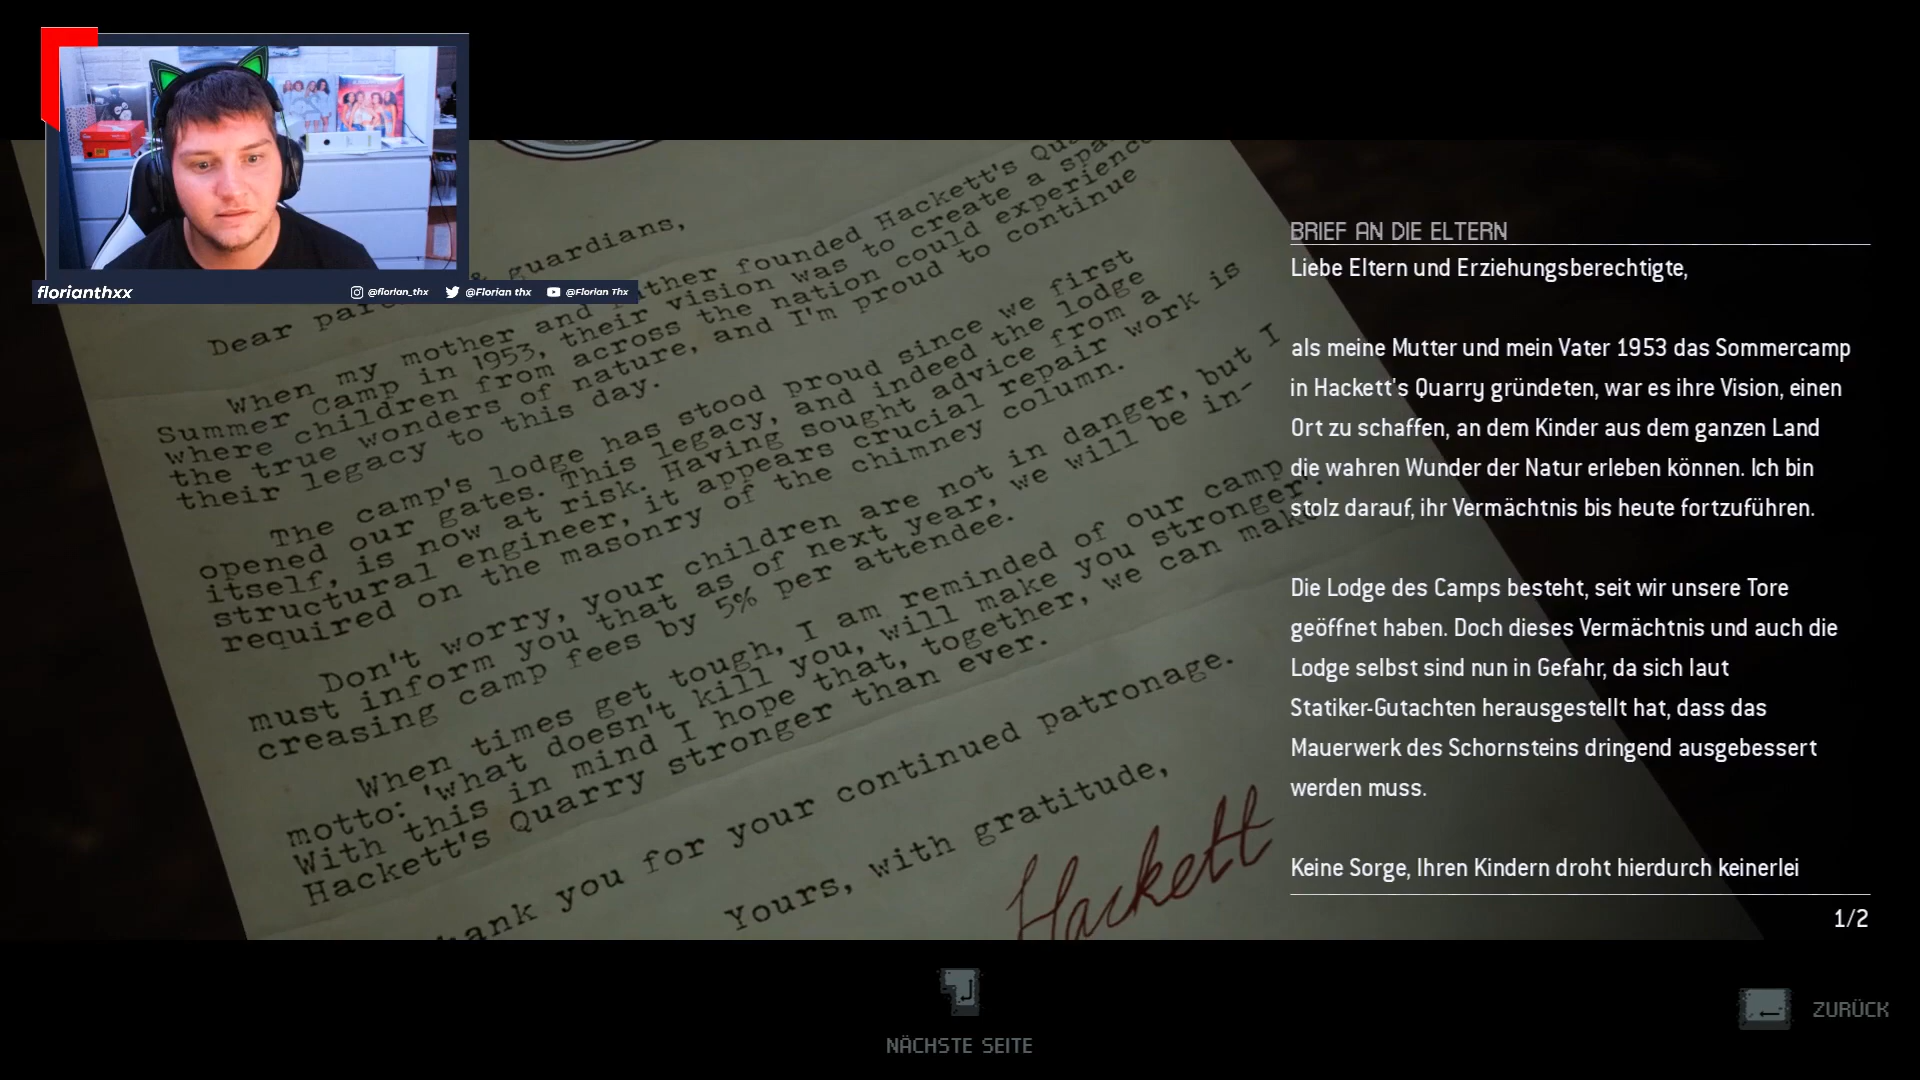 florianthxx
@florian_thx
@Florian thx
@Florian Thx
guardians,
Dear
When my mother and father founded Hackett's
Summer Camp in 1953, their vision was to create a
where children from across the nation could experience
the true wonders of nature, and I'm proud to continue
their legacy to this day.
The camp's lodge has stood proud since we first
opened our gates. This legacy, and indeed the lodge
itself, is now at risk. Having sought advice from a
structural engineer, it appears crucial repair work is
required on the masonry of the chimney column.
Don't worry, your children are not in danger, but I
must inform you that as of next year, we will be in-
creasing camp fees by 5% per attendee.
When times get tough, I am reminded of our camp
motto: 'what doesn't kill you, will make you stronger'.
With this in mind I hope that, together, we can make
Hackett's Quarry stronger than ever.
you for your continued patronage.
Yours, with gratitude,
Hackett
BRIEF AN DIE ELTERN
Liebe Eltern und Erziehungsberechtigte,
als meine Mutter und mein Vater 1953 das Sommercamp
in Hackett's Quarry gründeten, war es ihre Vision, einen
Ort zu schaffen, an dem Kinder aus dem ganzen Land
die wahren Wunder der Natur erleben können. Ich bin
stolz darauf, ihr Vermächtnis bis heute fortzuführen.
Die Lodge des Camps besteht, seit wir unsere Tore
geöffnet haben. Doch dieses Vermächtnis und auch die
Lodge selbst sind nun in Gefahr, da sich laut
Statiker-Gutachten herausgestellt hat, dass das
Mauerwerk des Schornsteins dringend ausgebessert
werden muss.
Keine Sorge, Ihren Kindern droht hierdurch keinerlei
1/2
NÄCHSTE SEITE
ZURÜCK